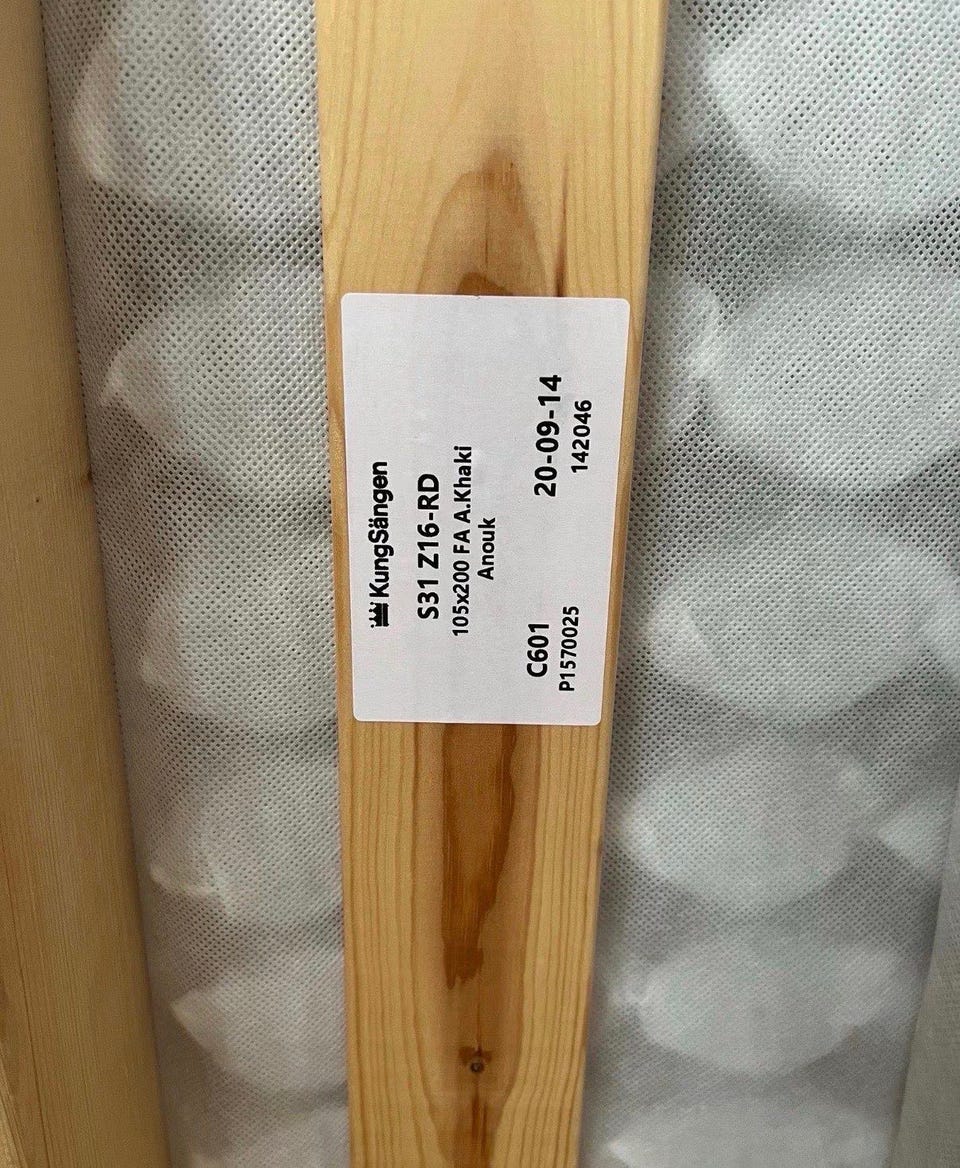 KungSängen
S31 Z16-RD
105x200 FA A.Khaki
Anouk
C601 20-09-14
P1570025 142046